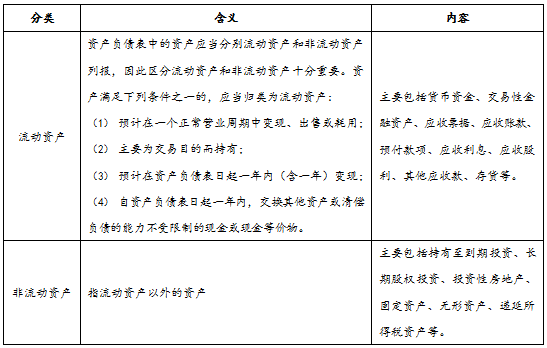 分类
含义
内容
流动资产
资产负债表中的资产应当分别流动资产和非流动资产
列报，因此区分流动资产和非流动资产十分重要。资
产满足下列条件之一的，应当归类为流动资产：
（1） 预计在一个正常营业周期中变现、出售或耗用；
（2） 主要为交易目的而持有；
（3） 预计在资产负债表日起一年内（含一年）变现；
（4） 自资产负债表日起一年内，交换其他资产或清偿
负债的能力不受限制的现金或现金等价物。
主要包括货币资金、交易性金
融资产、应收票据、应收账款、
预付款项、应收利息、应收股
利、其他应收款、存货等。
非流动资产
指流动资产以外的资产
主要包括持有至到期投资、长
期股权投资、投资性房地产、
固定资产、无形资产、递延所
得税资产等。